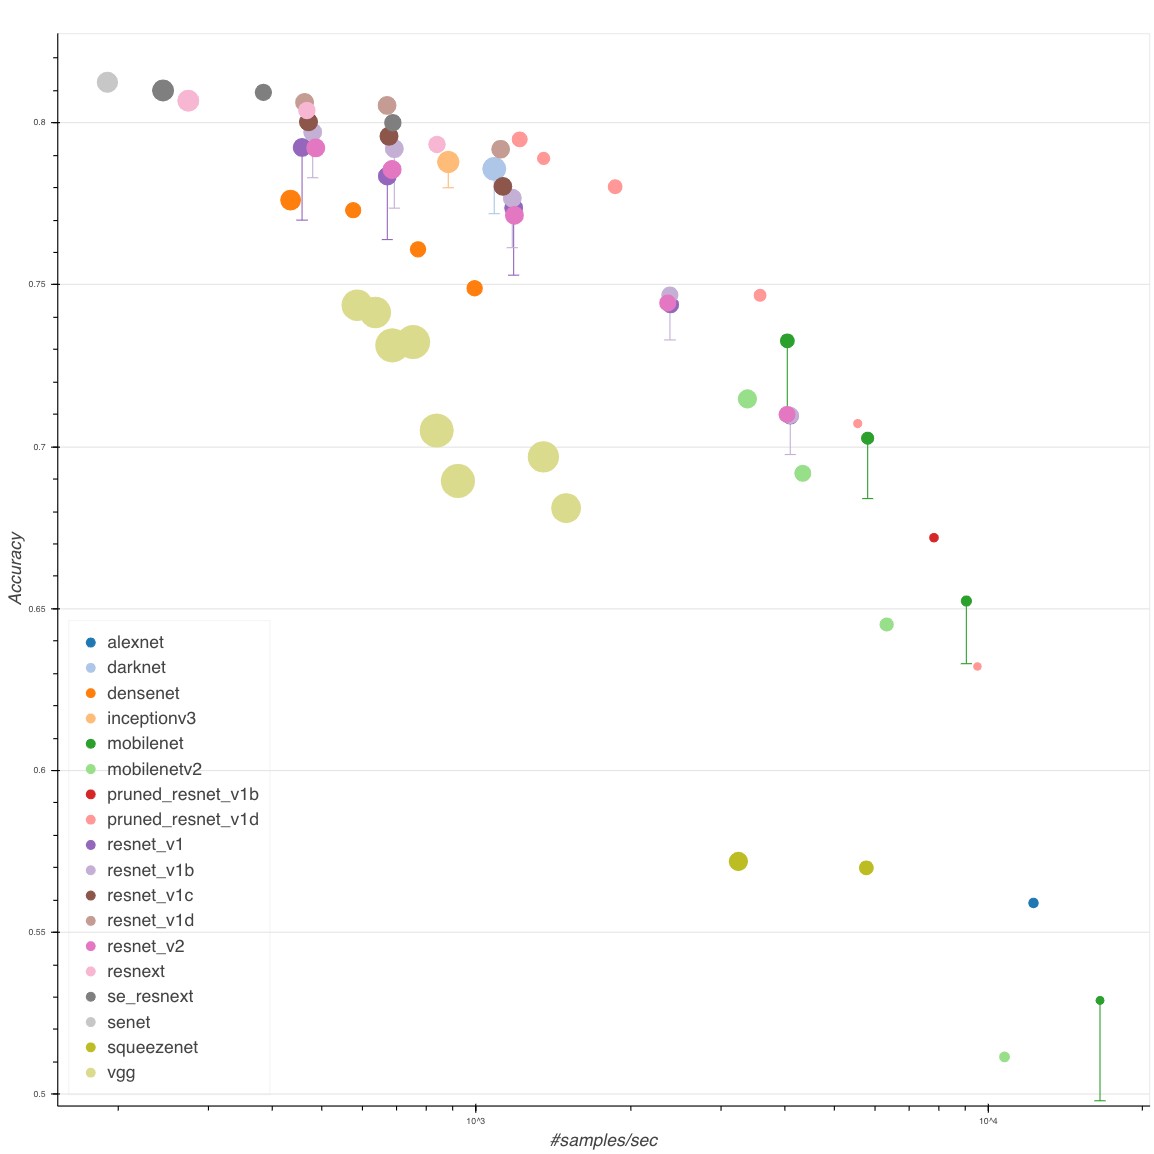 0.8
0.75
0.7
0.65
0.6
0.55
0.5
Accuracy
alexnet
darknet
densenet
inceptionv3
mobilenet
mobilenetv2
pruned_resnet_v1b
pruned_resnet_v1d
resnet_v1
resnet_v1b
resnet_v1c
resnet_v1d
resnet_v2
resnext
se_resnext
senet
squeezenet
vgg
10^3
10^4
#samples/sec